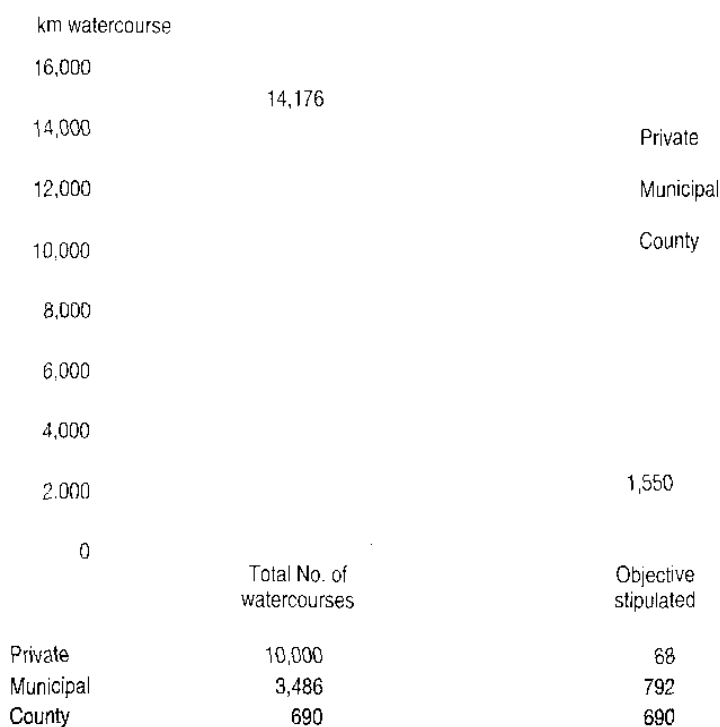 km watercourse
16,000
14,176
14,000
Private
12,000
Municipal
10,000
County
8,000
6,000
4,000
2.000
1,550
0
Total No. of
watercourses
Objective
stipulated
Private 10,000 68
Municipal 3,486 792
County 690 690